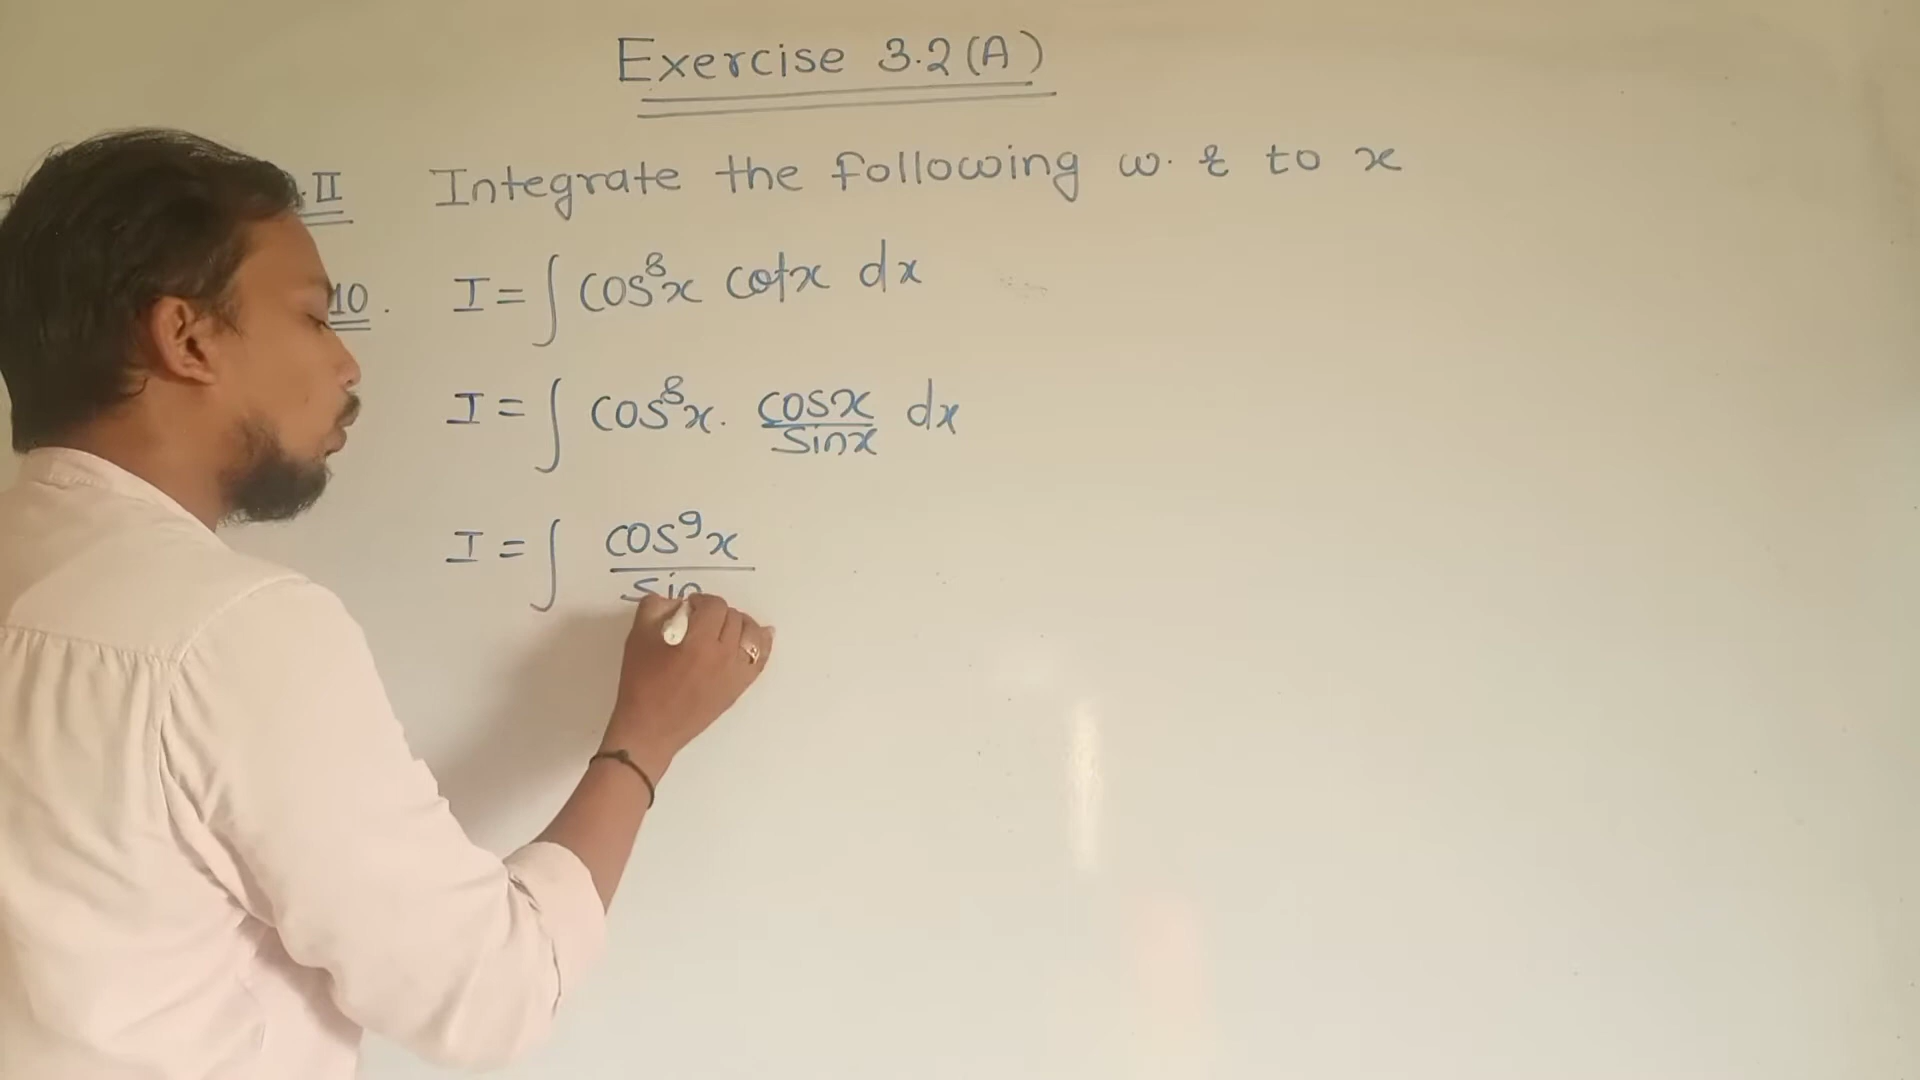 Exercise 3.2(A)
.II Integrate the following w. r to x
10. I = ∫ cos⁸x cotx dx
I = ∫ cos⁸x. cosx/sinx dx
I = ∫ cos⁹x/sin